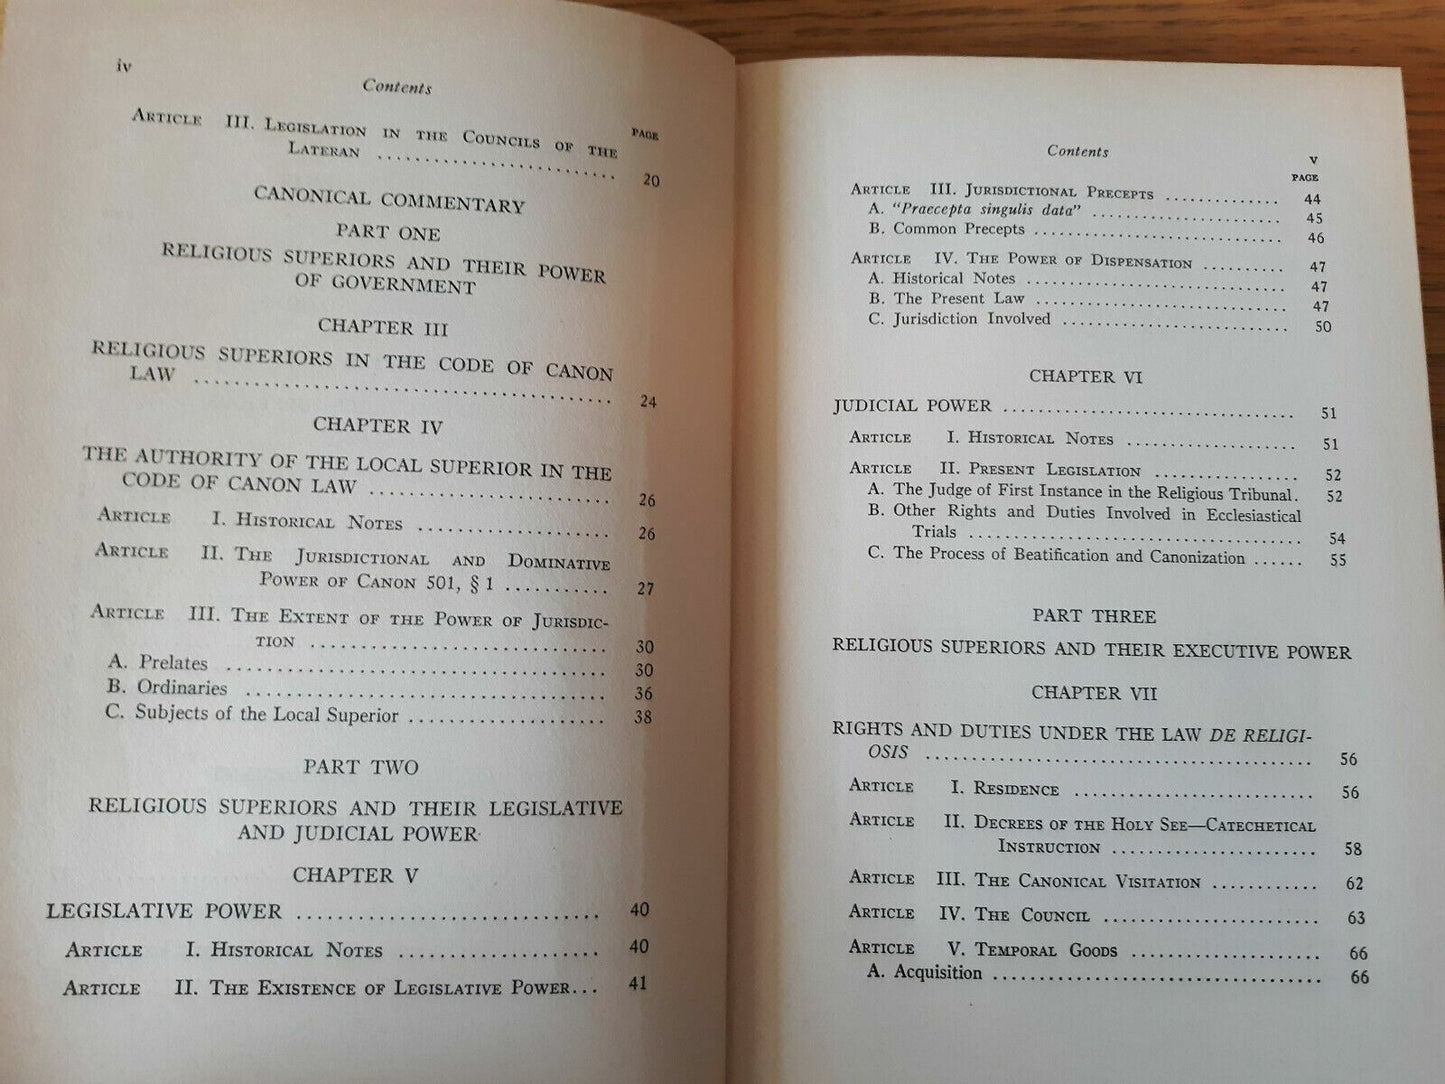 iv
Contents
PAGE
ARTICLE III. LEGISLATION IN THE COUNCILS OF THE
LATERAN ........................ 20
CANONICAL COMMENTARY
PART ONE
RELIGIOUS SUPERIORS AND THEIR POWER
OF GOVERNMENT
CHAPTER III
RELIGIOUS SUPERIORS IN THE CODE OF CANON
LAW ........................................ 24
CHAPTER IV
THE AUTHORITY OF THE LOCAL SUPERIOR IN THE
CODE OF CANON LAW ........................ 26
ARTICLE I. HISTORICAL NOTES .................... 26
ARTICLE II. THE JURISDICTIONAL AND DOMINATIVE
POWER OF CANON 501, § 1 ........... 27
ARTICLE III. THE EXTENT OF THE POWER OF JURISDIC-
TION .............................. 30
A. Prelates ...................................... 30
B. Ordinaries .................................... 36
C. Subjects of the Local Superior .................... 38
PART TWO
RELIGIOUS SUPERIORS AND THEIR LEGISLATIVE
AND JUDICIAL POWER
CHAPTER V
LEGISLATIVE POWER .............................. 40
ARTICLE I. HISTORICAL NOTES .................... 40
ARTICLE II. THE EXISTENCE OF LEGISLATIVE POWER... 41
Contents
v
PAGE
ARTICLE III. JURISDICTIONAL PRECEPTS .............. 44
A. "Praecepta singulis data" ...................... 45
B. Common Precepts .............................. 46
ARTICLE IV. THE POWER OF DISPENSATION .......... 47
A. Historical Notes .............................. 47
B. The Present Law .............................. 47
C. Jurisdiction Involved .......................... 50
CHAPTER VI
JUDICIAL POWER ................................ 51
ARTICLE I. HISTORICAL NOTES .................... 51
ARTICLE II. PRESENT LEGISLATION ................ 52
A. The Judge of First Instance in the Religious Tribunal. 52
B. Other Rights and Duties Involved in Ecclesiastical
Trials ........................................ 54
C. The Process of Beatification and Canonization ...... 55
PART THREE
RELIGIOUS SUPERIORS AND THEIR EXECUTIVE POWER
CHAPTER VII
RIGHTS AND DUTIES UNDER THE LAW DE RELIGI-
OSIS .......................................... 56
ARTICLE I. RESIDENCE .......................... 56
ARTICLE II. DECREES OF THE HOLY SEE—CATECHETICAL
INSTRUCTION ........................ 58
ARTICLE III. THE CANONICAL VISITATION ............ 62
ARTICLE IV. THE COUNCIL ........................ 63
ARTICLE V. TEMPORAL GOODS ...................... 66
A. Acquisition .................................... 66